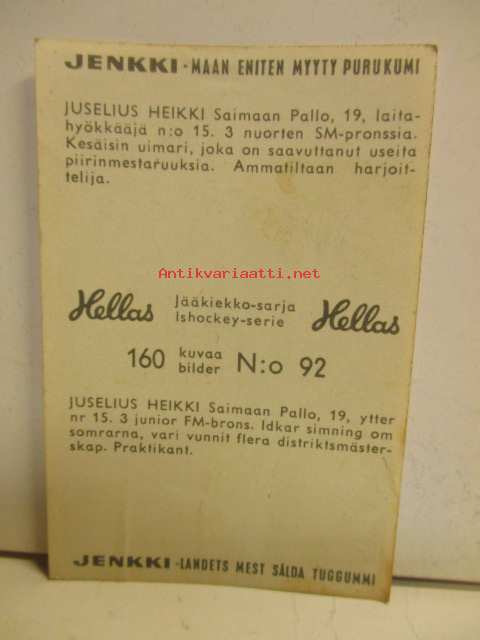 JENKKI-MAAN ENITEN MYYTY PURUKUMI
JUSELIUS HEIKKI Saimaan Pallo, 19, laita-
hyökkääjä n:o 15. 3 nuorten SM-pronssia.
Kesäisin uimari, joka on saavuttanut useita
piirinmestaruuksia. Ammatiltaan harjoit-
telija.
Antikvariaatti.net
Hellas Jääkiekko-sarja Hellas
Ishockey-serie
160 kuvaa N:o 92
bilder
JUSELIUS HEIKKI Saimaan Pallo, 19, ytter
nr 15. 3 junior FM-brons. Idkar simning om
somrarna, vari vunnit flera distriktsmäster-
skap. Praktikant.
JENKKI-LANDETS MEST SÅLDA TUGGUMMI